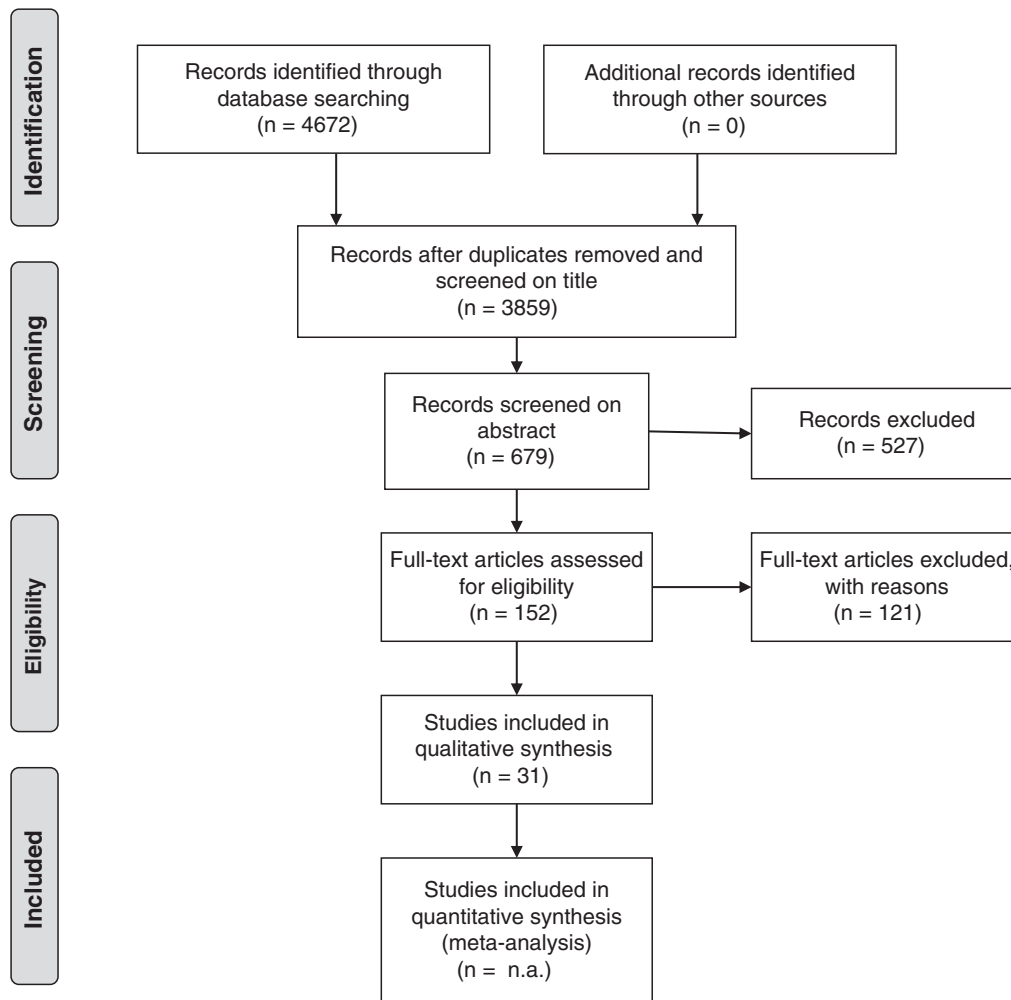 Identification
Records identified through
database searching
(n = 4672)
Additional records identified
through other sources
(n = 0)
Records after duplicates removed and
screened on title
(n = 3859)
Screening
Records screened on
abstract
(n = 679)
Records excluded
(n = 527)
Eligibility
Full-text articles assessed
for eligibility
(n = 152)
Full-text articles excluded,
with reasons
(n = 121)
Studies included in
qualitative synthesis
(n = 31)
Included
Studies included in
quantitative synthesis
(meta-analysis)
(n = n.a.)